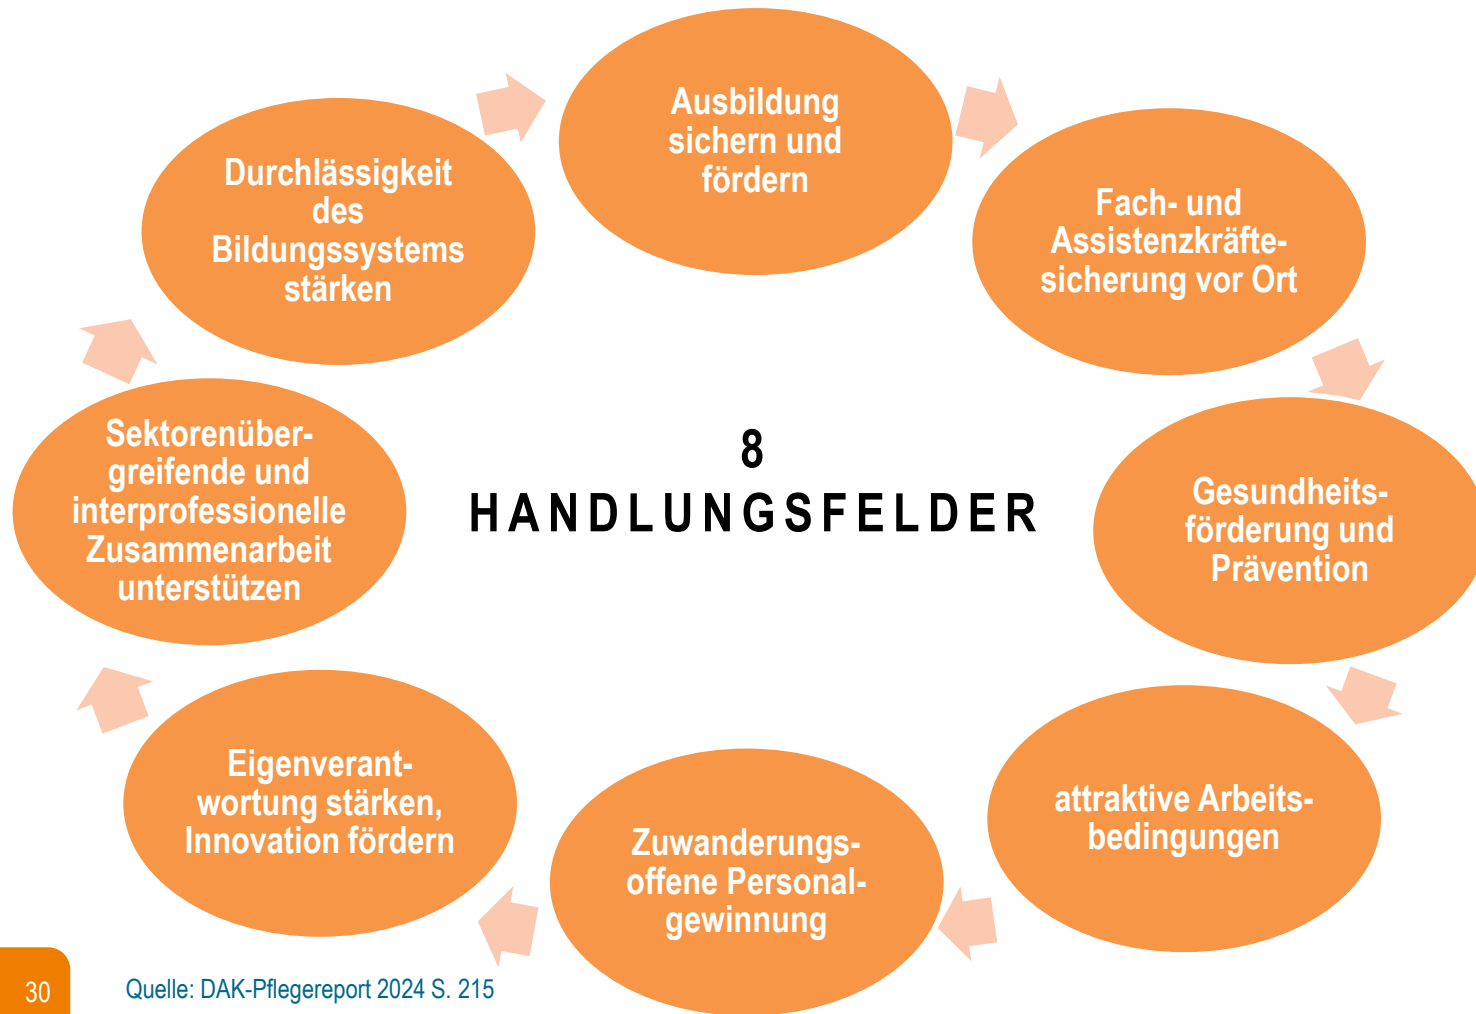 Ausbildung
sichern und
fördern
Fach- und
Assistenzkräfte-
sicherung vor Ort
Gesundheits-
förderung und
Prävention
attraktive Arbeits-
bedingungen
Zuwanderungs-
offene Personal-
gewinnung
Eigenverant-
wortung stärken,
Innovation fördern
Sektorenüber-
greifende und
interprofessionelle
Zusammenarbeit
unterstützen
Durchlässigkeit
des
Bildungssystems
stärken
8
HANDLUNGSFELDER
30
Quelle: DAK-Pflegereport 2024 S. 215